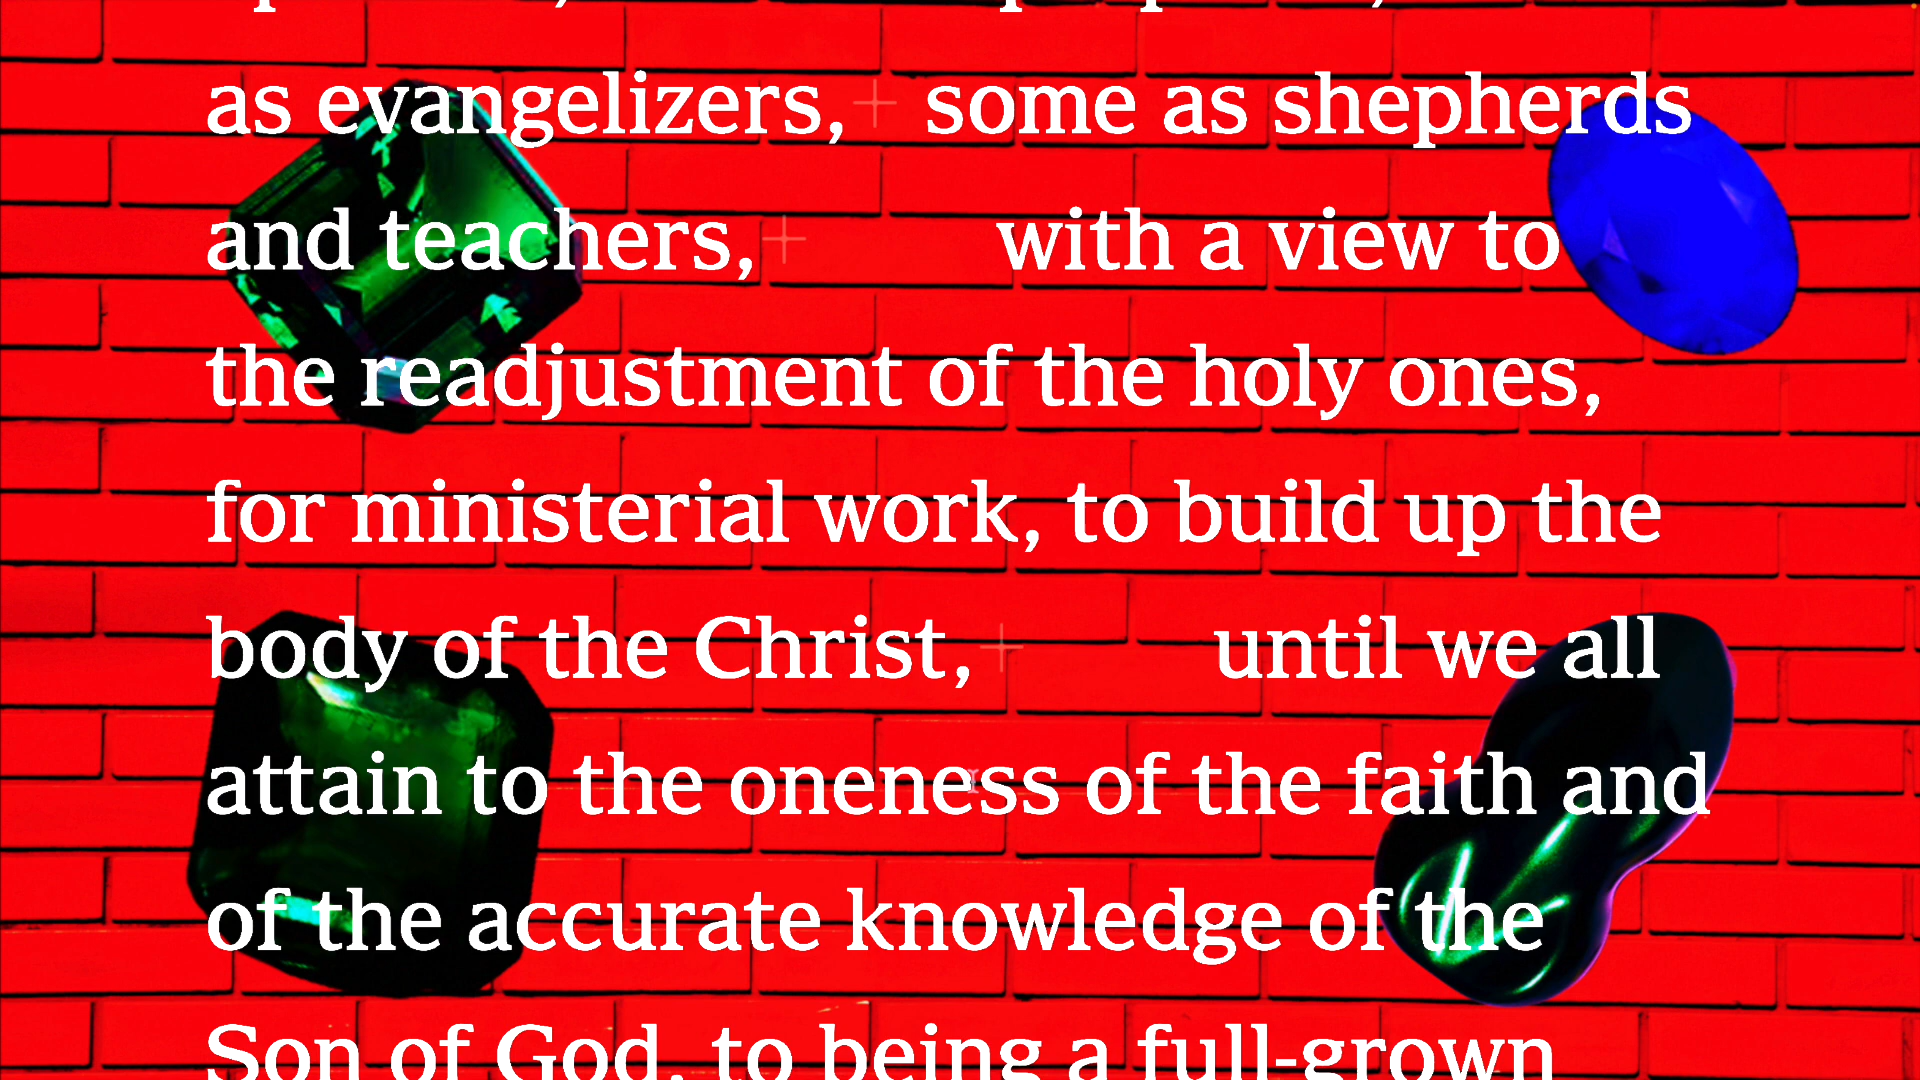 as evangelizers,+ some as shepherds
and teachers,+ with a view to
the readjustment of the holy ones,
for ministerial work, to build up the
body of the Christ,+ until we all
attain to the oneness of the faith and
of the accurate knowledge of the
Son of God, to being a full-grown